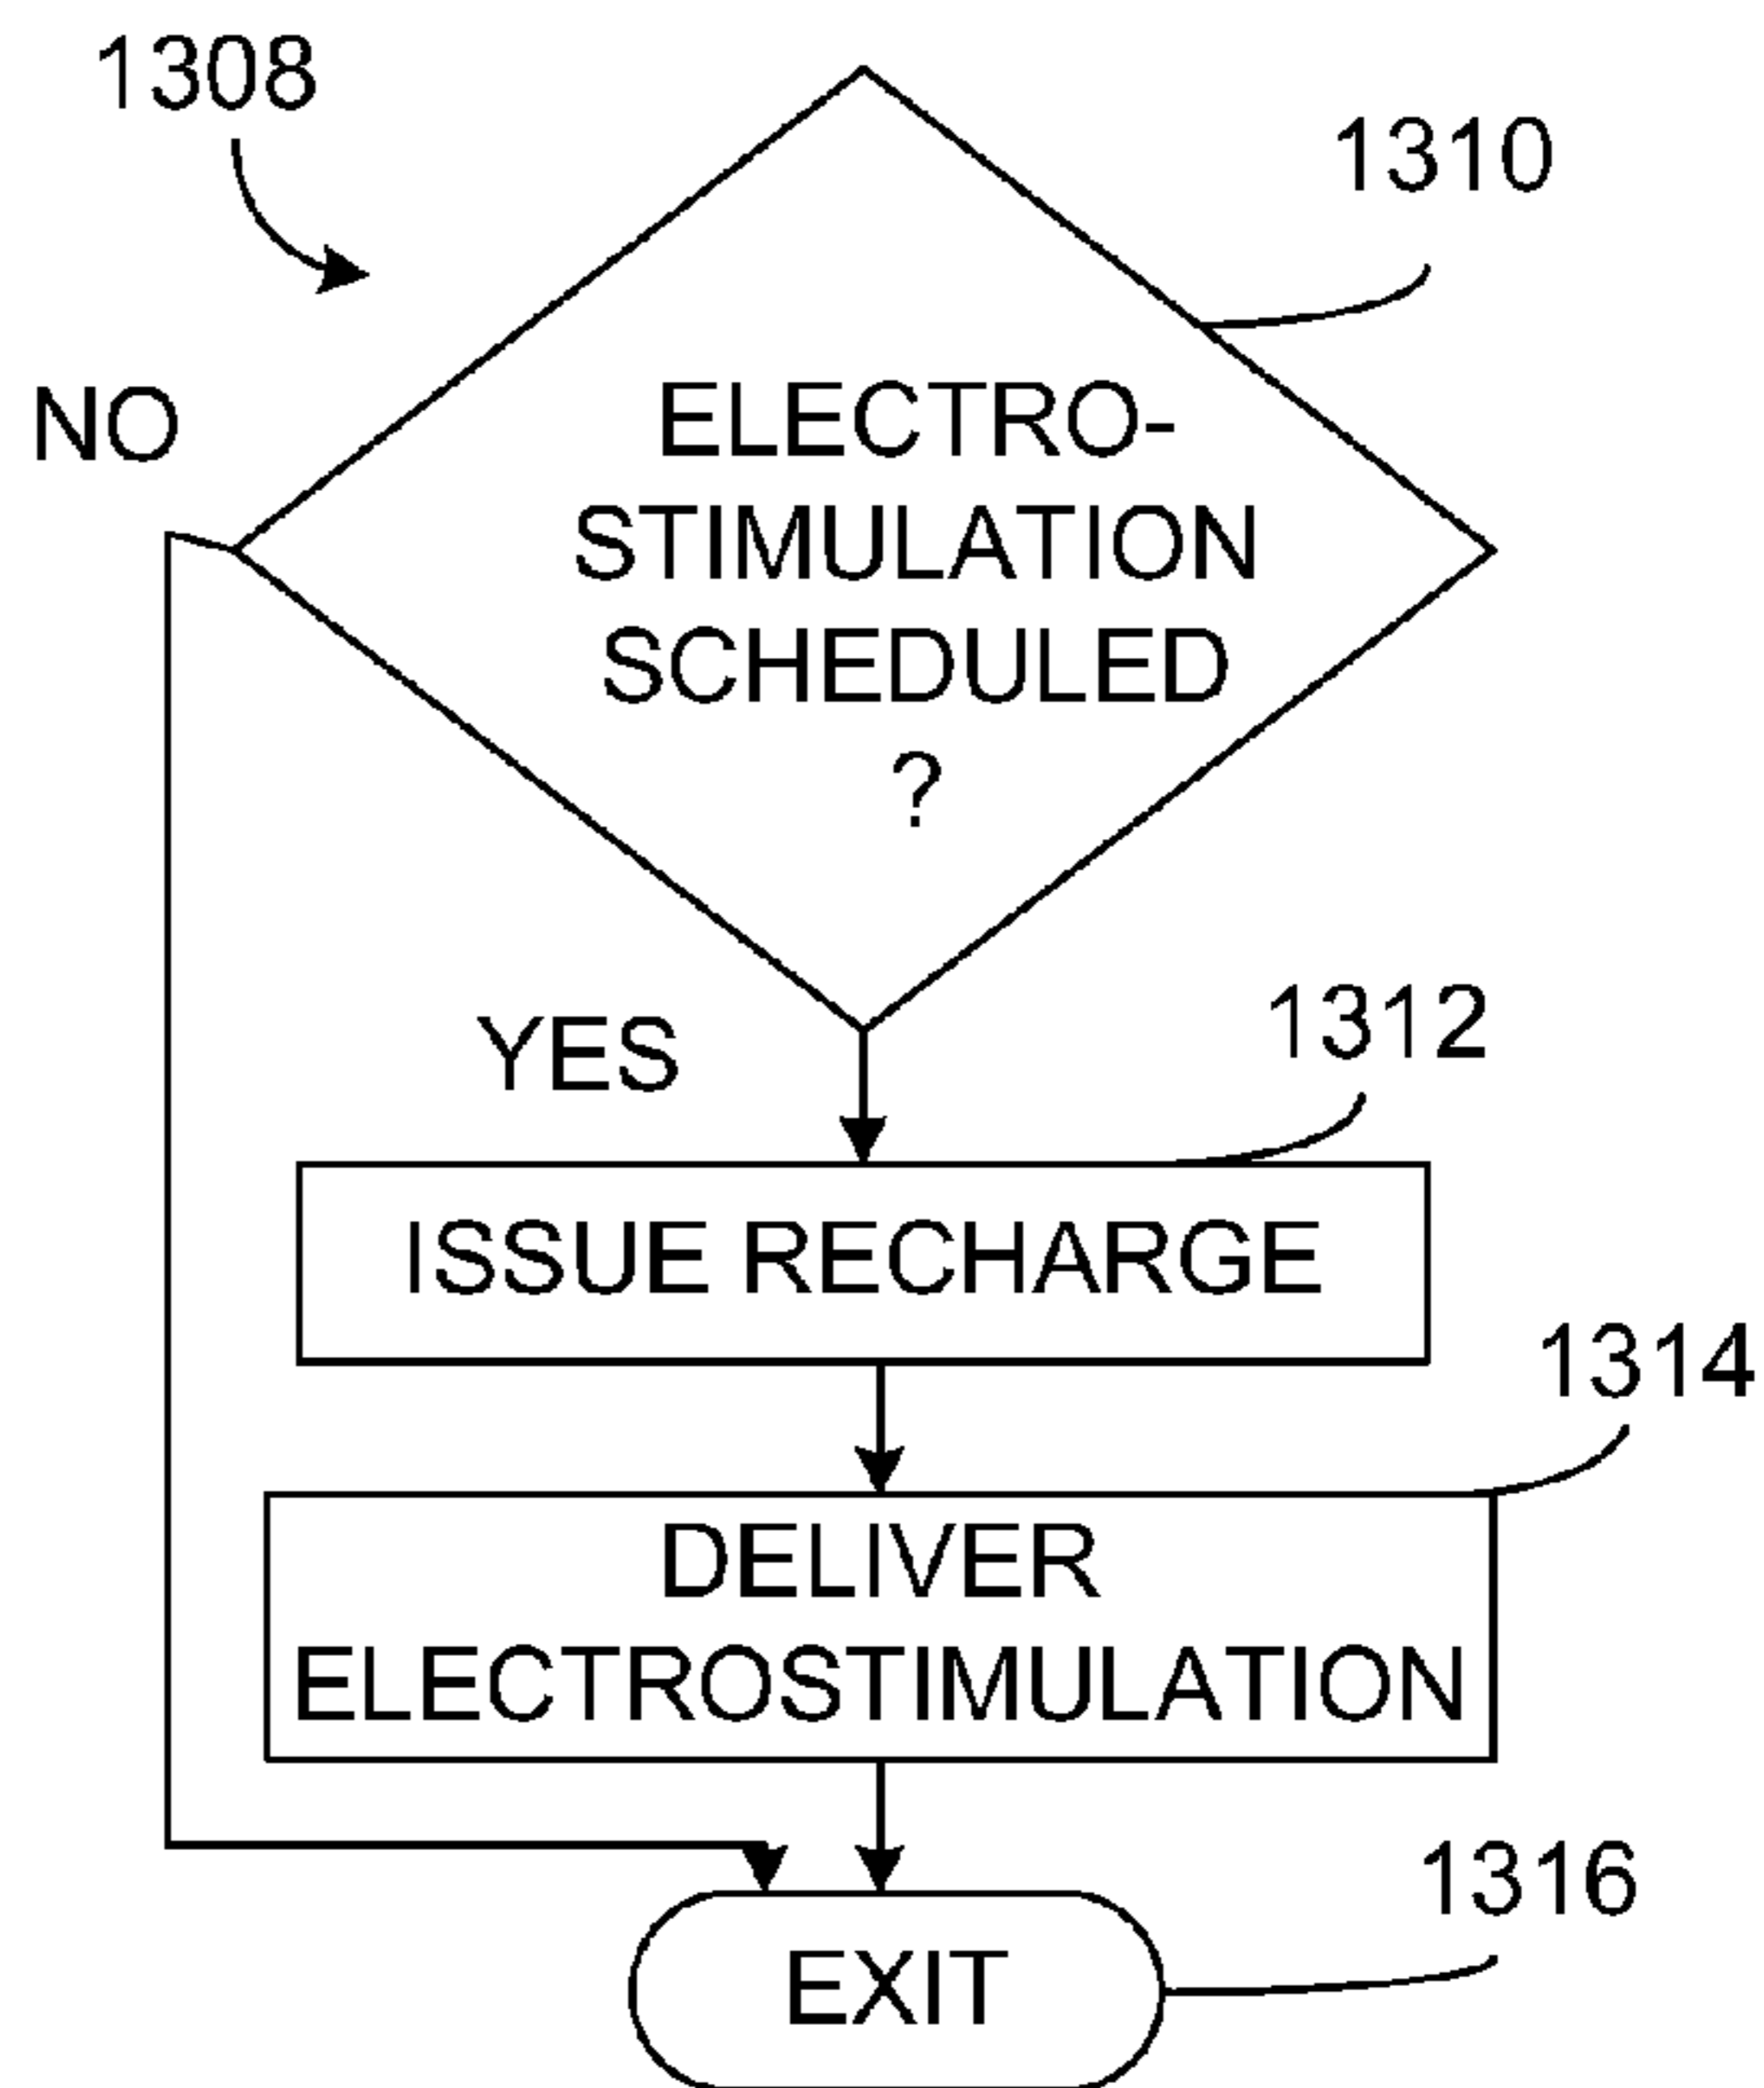 1308
1310
NO
ELECTRO-
STIMULATION
SCHEDULED
?
YES
1312
ISSUE RECHARGE
1314
DELIVER
ELECTROSTIMULATION
1316
EXIT